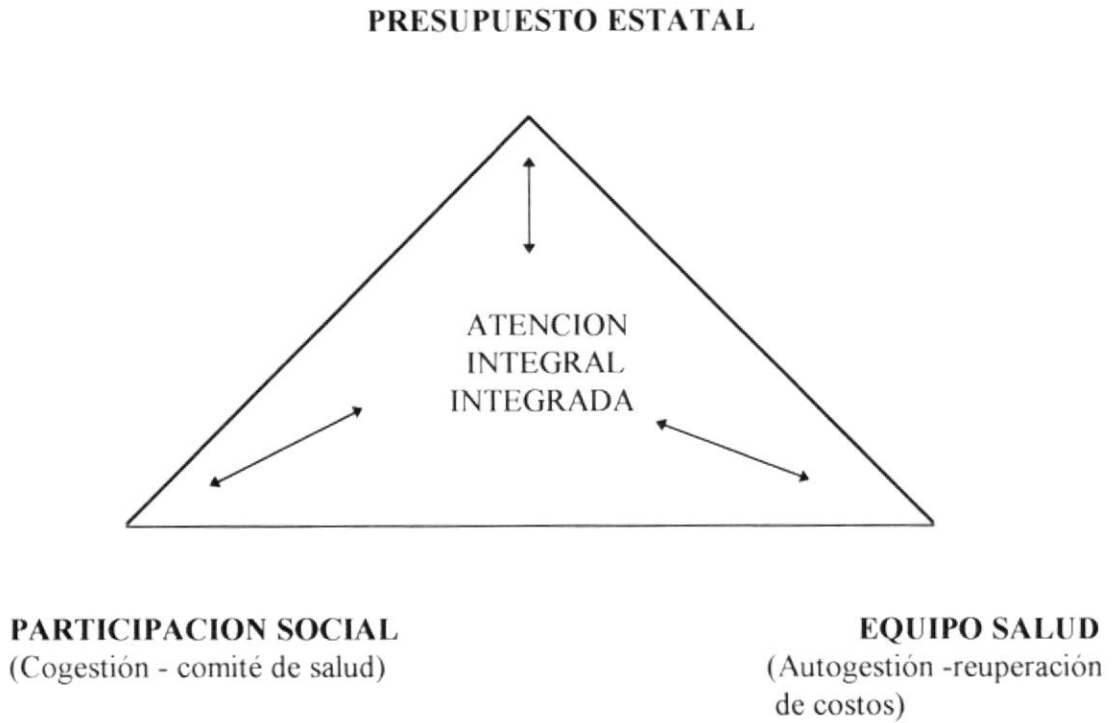 PRESUPUESTO ESTATAL
ATENCION
INTEGRAL
INTEGRADA
PARTICIPACION SOCIAL
(Cogestión - comité de salud)
EQUIPO SALUD
(Autogestión -reuperación
de costos)